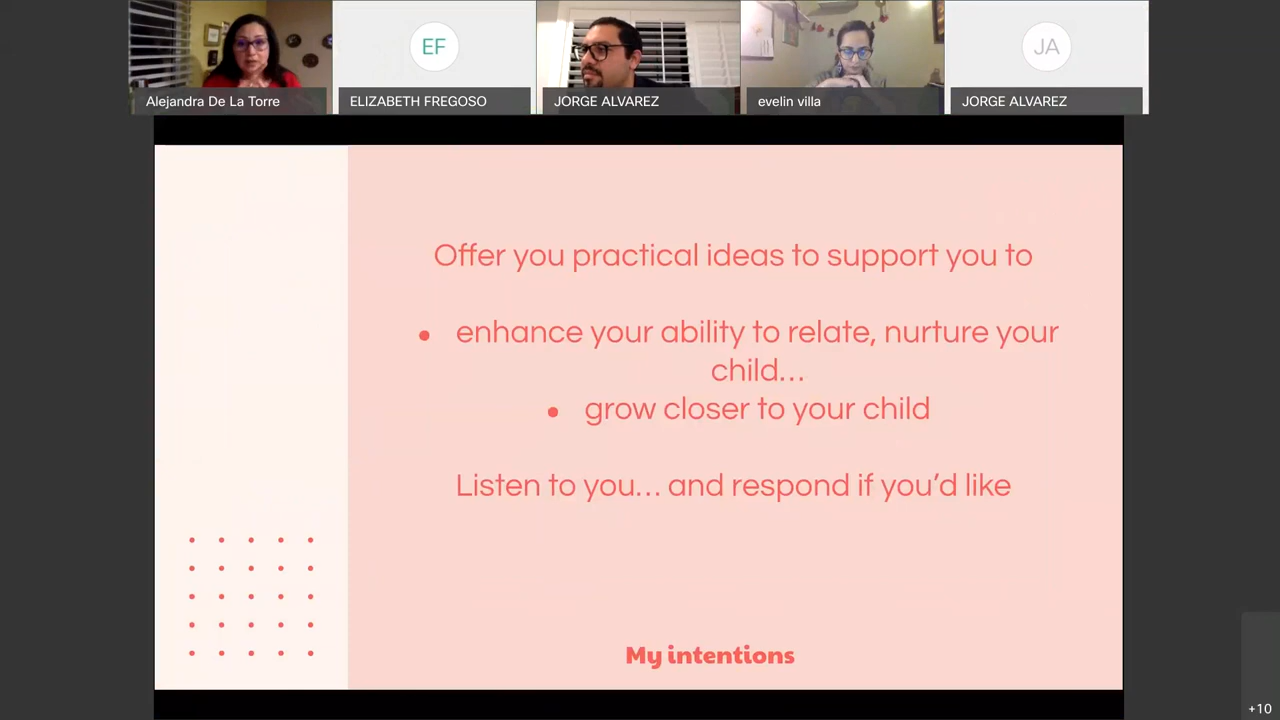 EF
JA
Alejandra De La Torre
ELIZABETH FREGOSO
JORGE ALVAREZ
evelin villa
JORGE ALVAREZ
Offer you practical ideas to support you to
• enhance your ability to relate, nurture your
child...
• grow closer to your child
Listen to you... and respond if you’d like
My intentions
+10